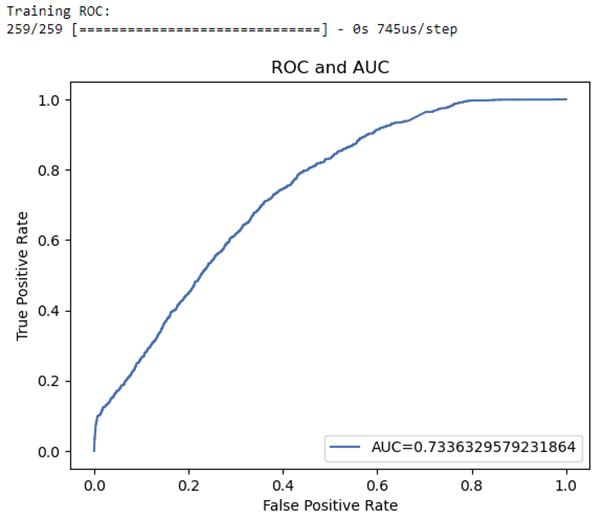 Training ROC:
259/259 [==============================] - 0s 745us/step
ROC and AUC
1.0
0.8
0.6
0.4
0.2
0.0
True Positive Rate
AUC=0.7336329579231864
0.0 0.2 0.4 0.6 0.8 1.0
False Positive Rate